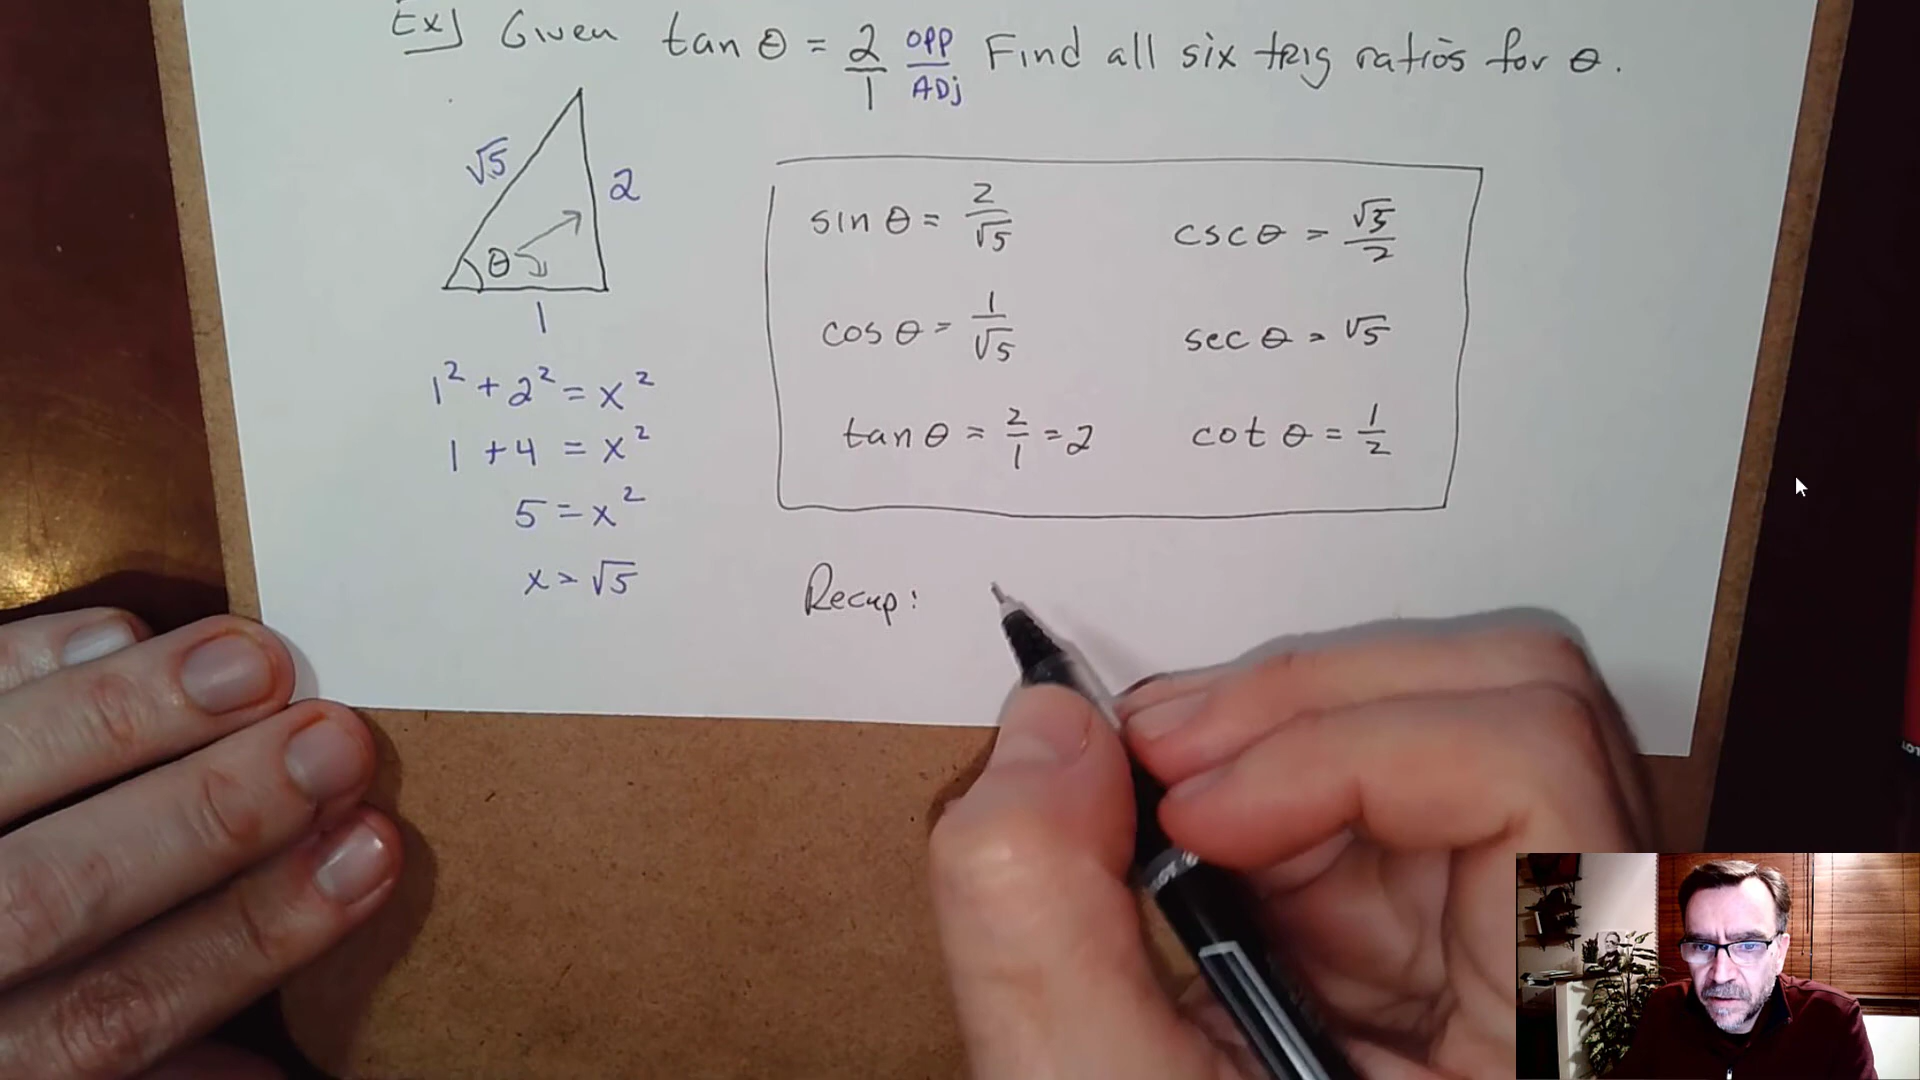 Ex] Given tan θ = 2/1 OPP/ADj Find all six trig ratios for θ.
√5
2
θ
1
1² + 2² = x²
1 + 4 = x²
5 = x²
x = √5
sin θ = 2/√5
csc θ = √5/2
cos θ = 1/√5
sec θ = √5
tan θ = 2/1 = 2
cot θ = 1/2
Recap: